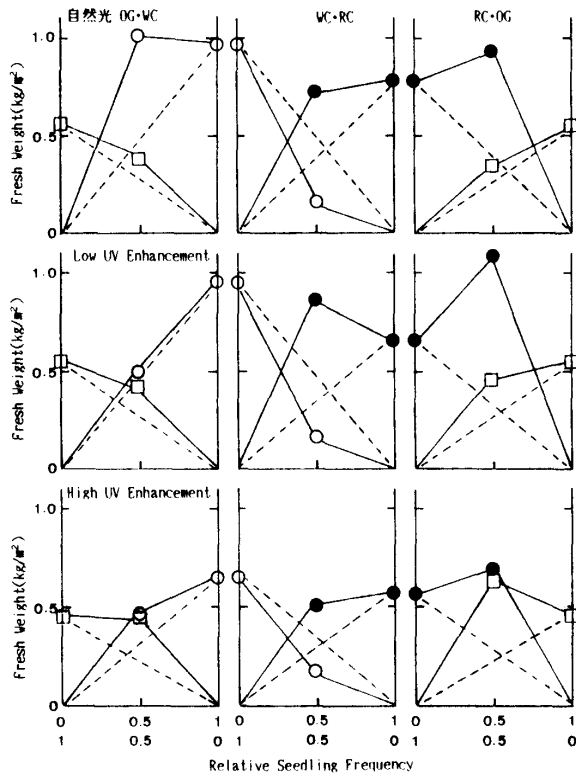 自然光 OG・WC
WC・RC
RC・OG
Fresh Weight(kg/m²)
1.0
0.5
0
Low UV Enhancement
Fresh Weight(kg/m²)
1.0
0.5
0
High UV Enhancement
Fresh Weight(kg/m²)
1.0
0.5
0
0 0.5 1 0 0.5 1 0 0.5 1
1 0.5 0 1 0.5 0 1 0.5 0
Relative Seedling Frequency